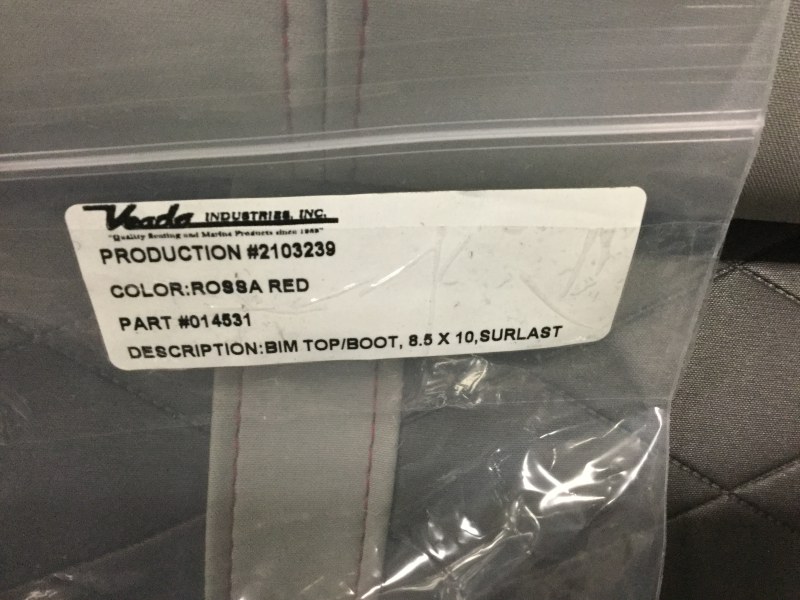 Veada INDUSTRIES, INC.
"Quality Seating and Marine Products since 1965"
PRODUCTION #2103239
COLOR:ROSSA RED
PART #014531
DESCRIPTION:BIM TOP/BOOT, 8.5 X 10,SURLAST